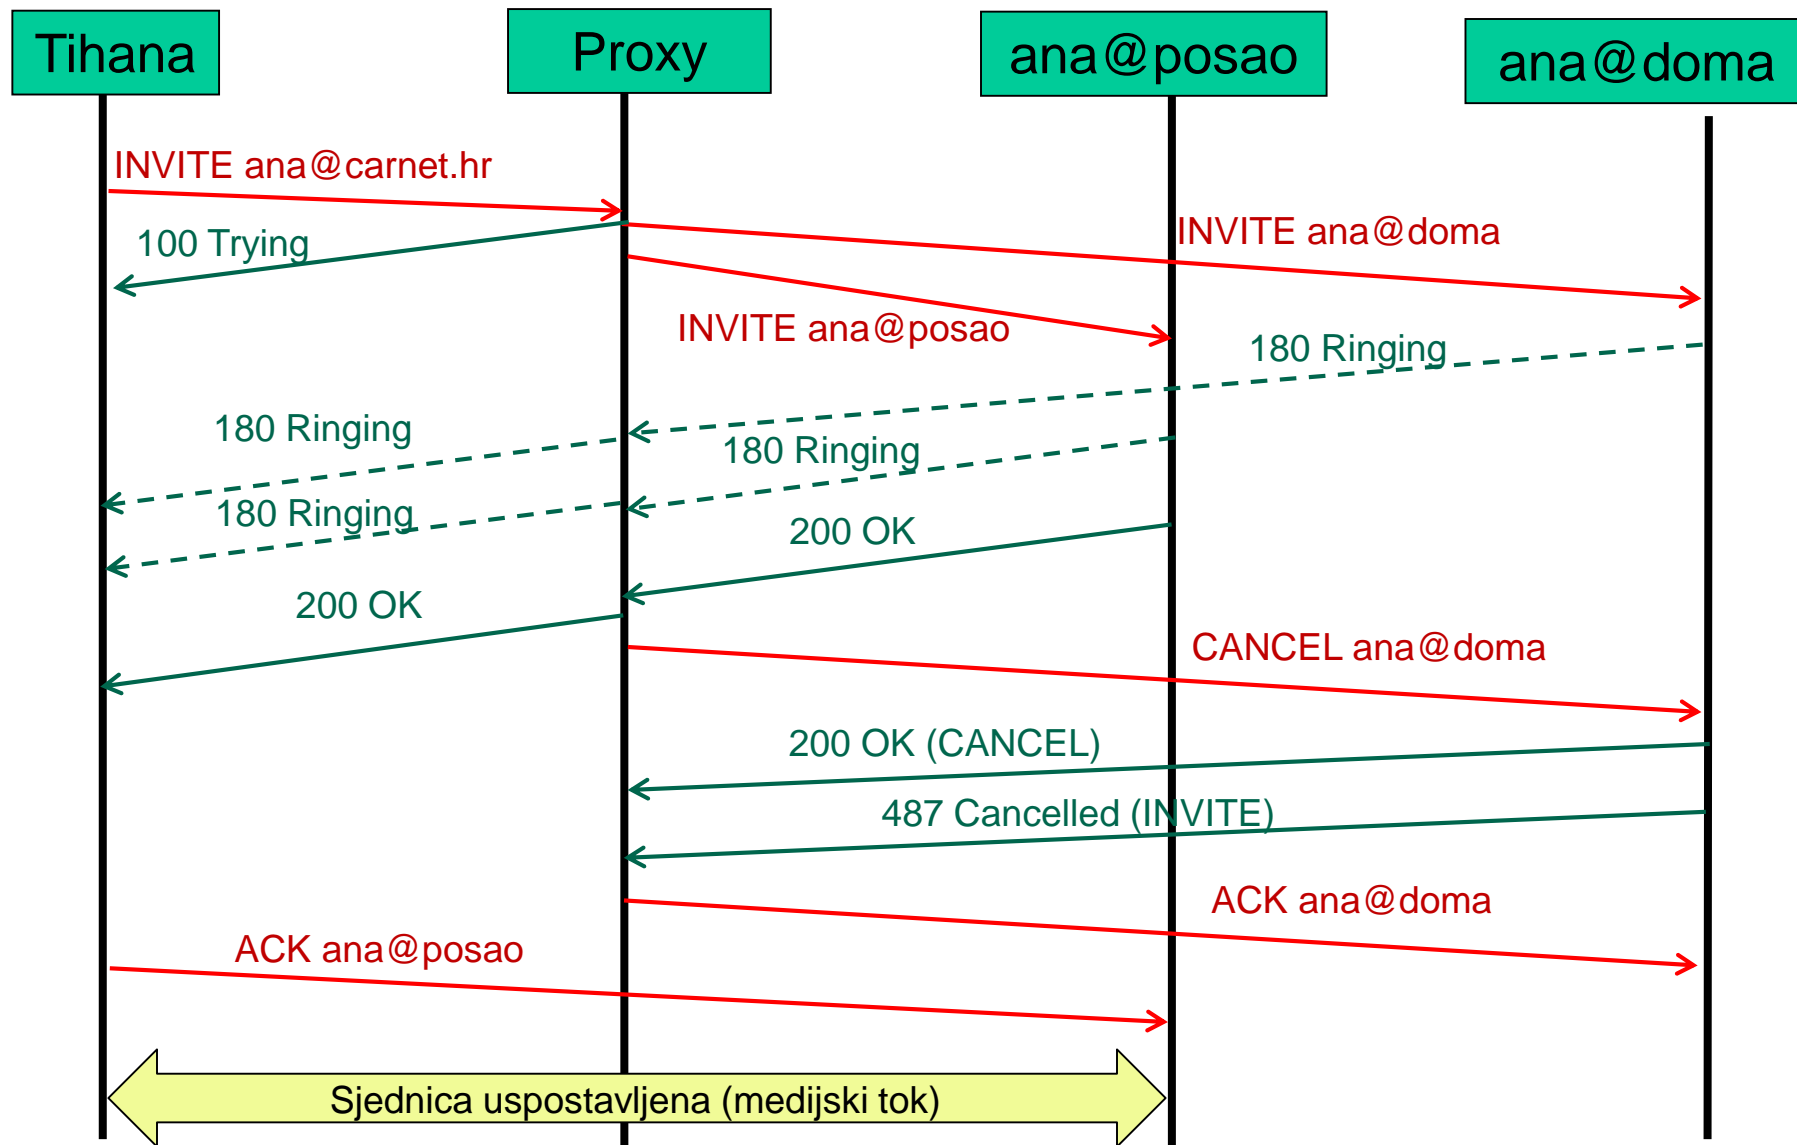 Tihana
Proxy
ana@posao
ana@doma
INVITE ana@carnet.hr
INVITE ana@doma
100 Trying
INVITE ana@posao
180 Ringing
180 Ringing
180 Ringing
180 Ringing
200 OK
200 OK
CANCEL ana@doma
200 OK (CANCEL)
487 Cancelled (INVITE)
ACK ana@doma
ACK ana@posao
Sjednica uspostavljena (medijski tok)